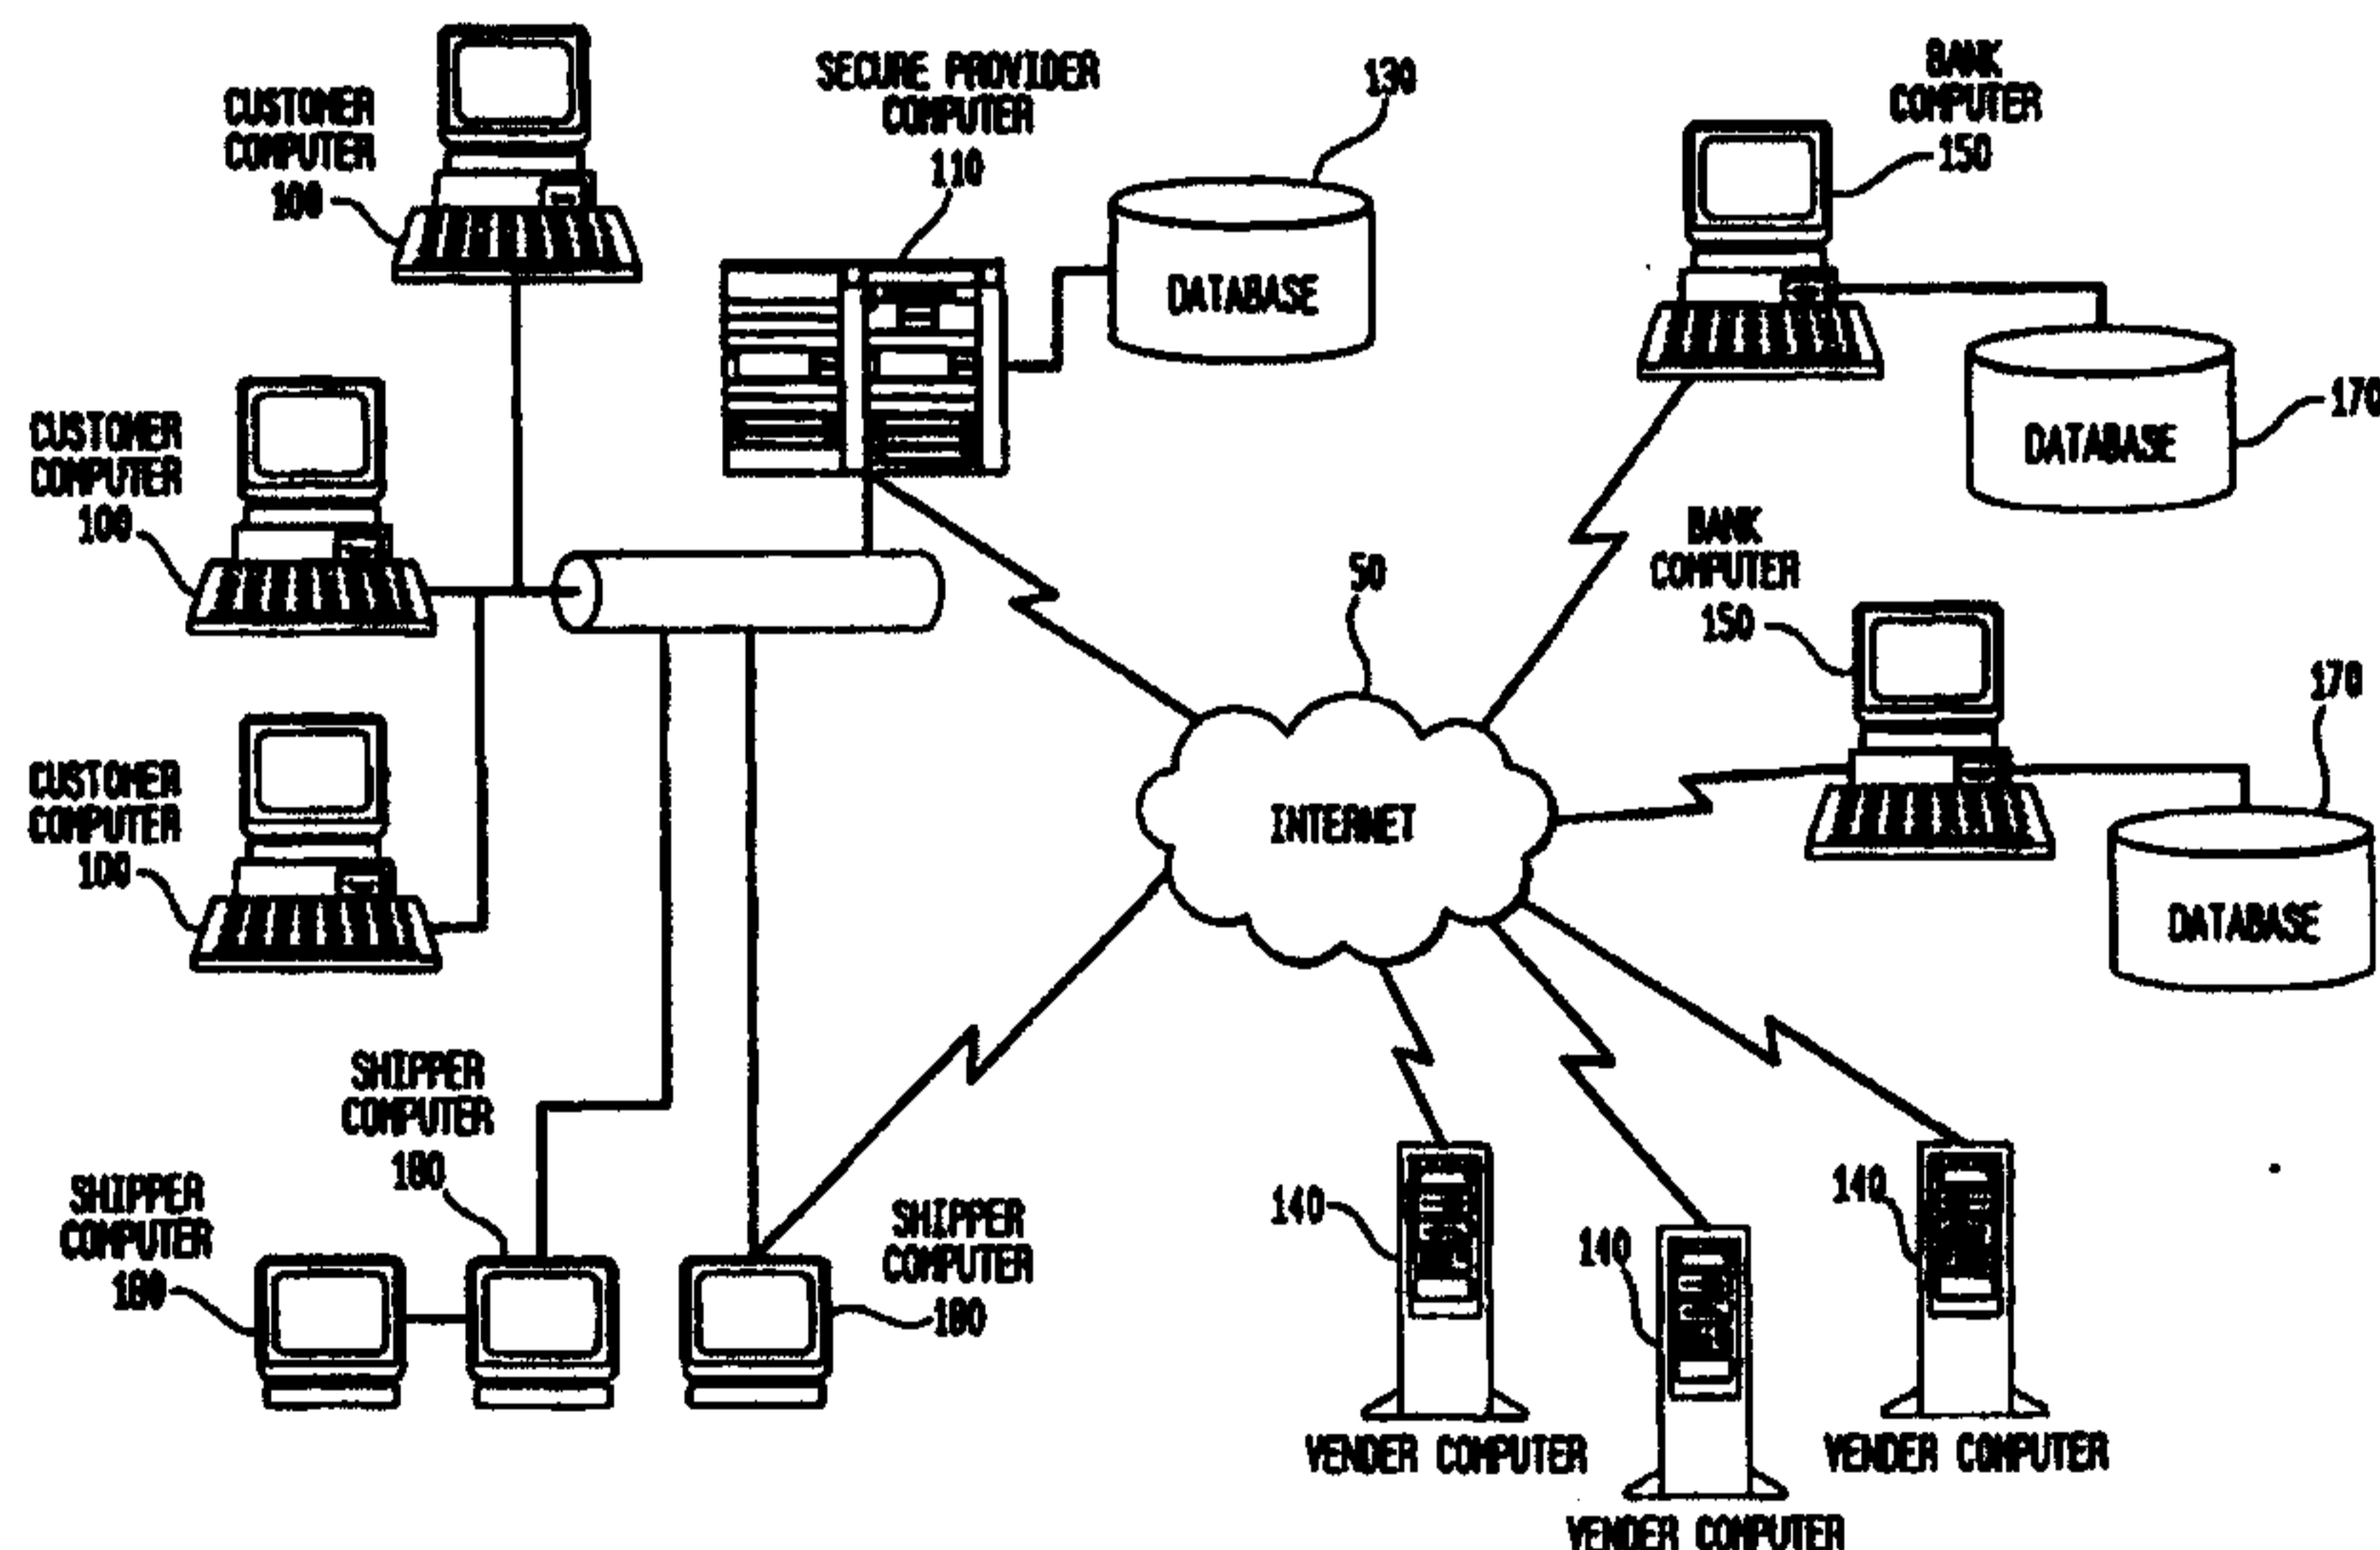 CUSTOMER
COMPUTER
100
SECURE PROVIDER
COMPUTER
110
130
DATABASE
BANK
COMPUTER
150
170
DATABASE
CUSTOMER
COMPUTER
100
BANK
COMPUTER
150
50
170
DATABASE
INTERNET
CUSTOMER
COMPUTER
100
SHIPPER
COMPUTER
180
SHIPPER
COMPUTER
180
SHIPPER
COMPUTER
180
140
VENDER COMPUTER
140
VENDER COMPUTER
140
VENDER COMPUTER